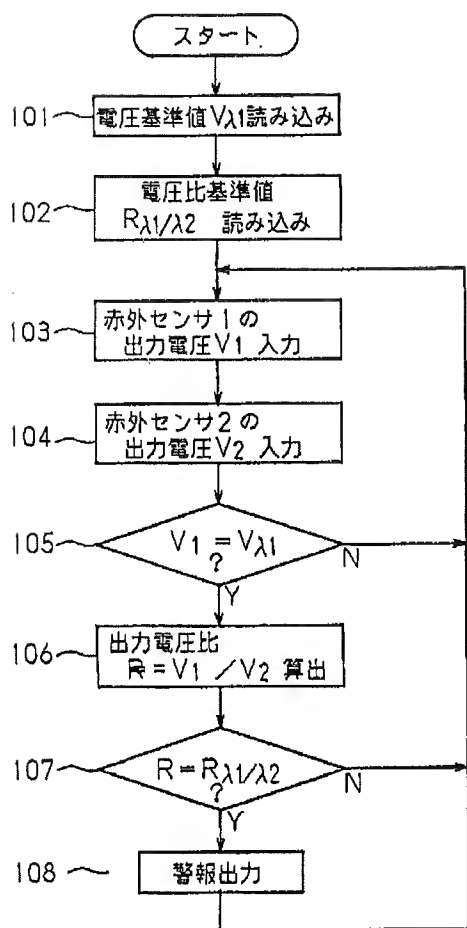 スタート
101 電圧基準値Vλ1読み込み
電圧比基準値
102 Rλ1/λ2 読み込み
赤外センサ1の
103 出力電圧V1 入力
赤外センサ2の
104 出力電圧V2 入力
105 V1 = Vλ1
? N
Y
出力電圧比
106 R=V1 /V2 算出
107 R=Rλ1/λ2
? N
Y
108 警報出力